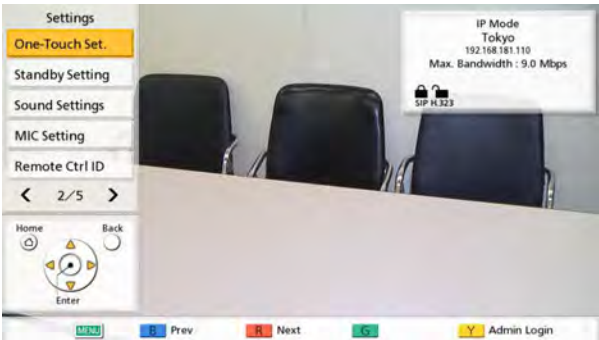 Settings
One-Touch Set.
Standby Setting
Sound Settings
MIC Setting
Remote Ctrl ID
2/5
Home
Back
Enter
IP Mode
Tokyo
192.168.181.110
Max. Bandwidth : 9.0 Mbps
SIP H.323
MENU
B Prev
R Next
G
Y Admin Login